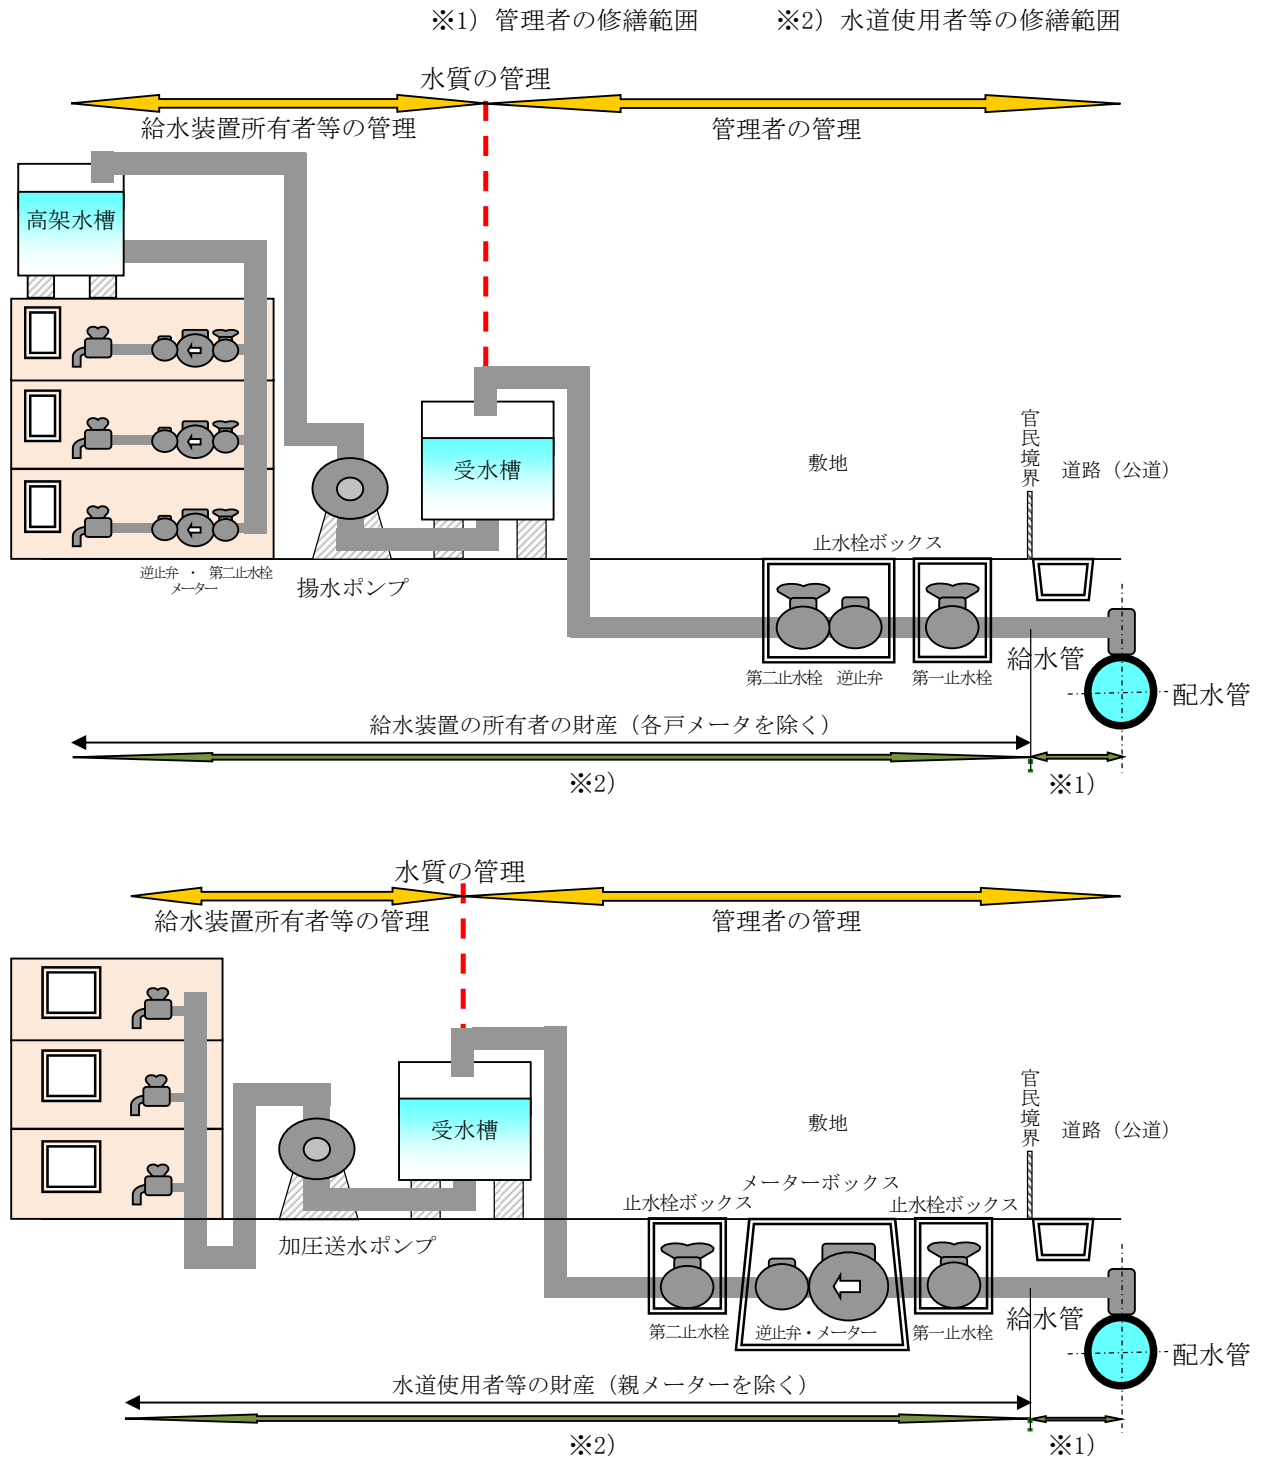 ※1）管理者の修繕範囲　※2）水道使用者等の修繕範囲
水質の管理
給水装置所有者等の管理
管理者の管理
高架水槽
受水槽
敷地
官民境界
道路（公道）
止水栓ボックス
逆止弁 ・ 第二止水栓
メーター
揚水ポンプ
給水管
第二止水栓
逆止弁
第一止水栓
配水管
給水装置の所有者の財産（各戸メータを除く）
※2）
※1）
水質の管理
給水装置所有者等の管理
管理者の管理
受水槽
敷地
官民境界
道路（公道）
メーターボックス
止水栓ボックス
止水栓ボックス
加圧送水ポンプ
給水管
第二止水栓
逆止弁・メーター
第一止水栓
配水管
水道使用者等の財産（親メーターを除く）
※2）
※1）